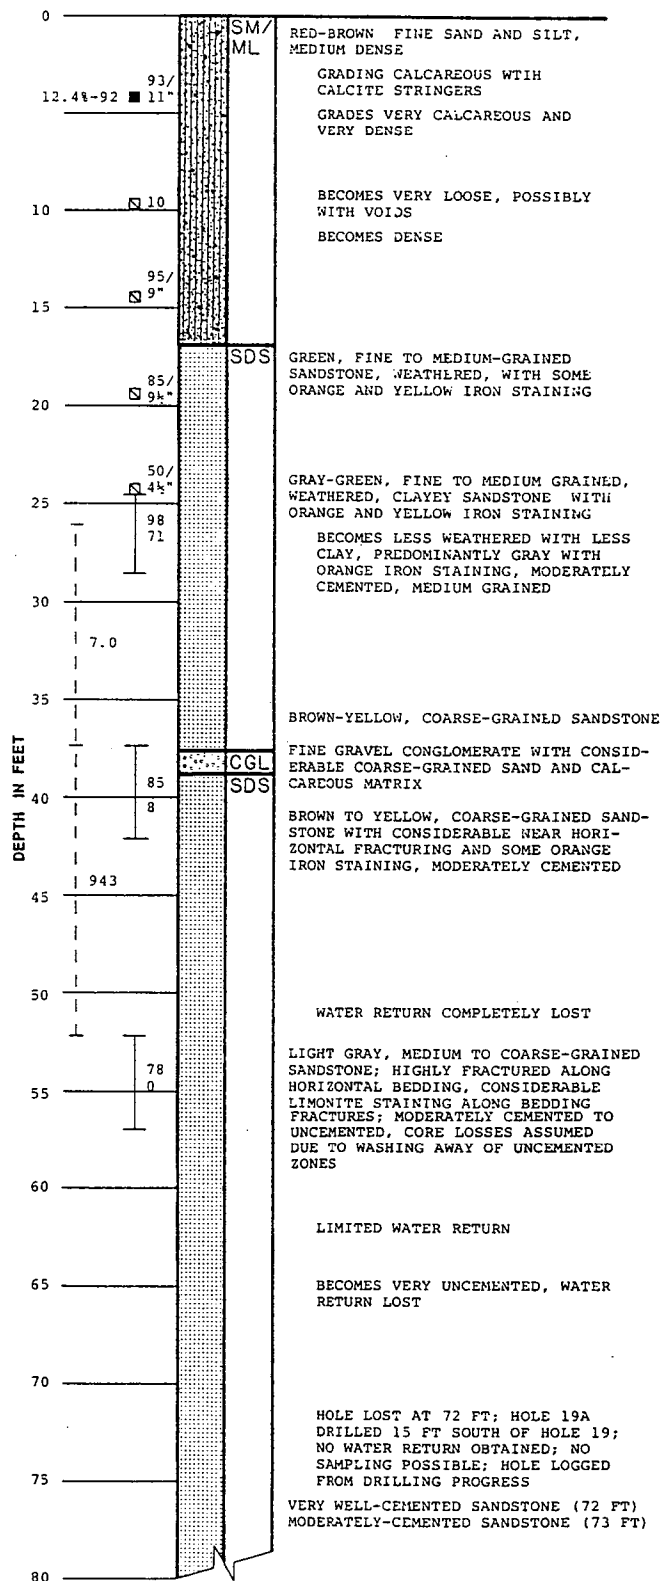 0
SM/
ML
RED-BROWN FINE SAND AND SILT,
MEDIUM DENSE
GRADING CALCAREOUS WTIH
CALCITE STRINGERS
93/
12.4%-92 11"
GRADES VERY CALCAREOUS AND
VERY DENSE
10
BECOMES VERY LOOSE, POSSIBLY
WITH VOIDS
10
BECOMES DENSE
95/
9"
15
SDS
GREEN, FINE TO MEDIUM-GRAINED
SANDSTONE, WEATHERED, WITH SOME
ORANGE AND YELLOW IRON STAINING
85/
9½"
20
50/
4½"
GRAY-GREEN, FINE TO MEDIUM GRAINED,
WEATHERED, CLAYEY SANDSTONE WITH
ORANGE AND YELLOW IRON STAINING
25
98
71
BECOMES LESS WEATHERED WITH LESS
CLAY, PREDOMINANTLY GRAY WITH
ORANGE IRON STAINING, MODERATELY
CEMENTED, MEDIUM GRAINED
30
7.0
35
BROWN-YELLOW, COARSE-GRAINED SANDSTONE
DEPTH IN FEET
CGL
FINE GRAVEL CONGLOMERATE WITH CONSID-
ERABLE COARSE-GRAINED SAND AND CAL-
CAREOUS MATRIX
SDS
85
8
40
BROWN TO YELLOW, COARSE-GRAINED SAND-
STONE WITH CONSIDERABLE NEAR HORI-
ZONTAL FRACTURING AND SOME ORANGE
IRON STAINING, MODERATELY CEMENTED
943
45
50
WATER RETURN COMPLETELY LOST
78
0
LIGHT GRAY, MEDIUM TO COARSE-GRAINED
SANDSTONE; HIGHLY FRACTURED ALONG
HORIZONTAL BEDDING, CONSIDERABLE
LIMONITE STAINING ALONG BEDDING
FRACTURES; MODERATELY CEMENTED TO
UNCEMENTED, CORE LOSSES ASSUMED
DUE TO WASHING AWAY OF UNCEMENTED
ZONES
55
60
LIMITED WATER RETURN
65
BECOMES VERY UNCEMENTED, WATER
RETURN LOST
70
HOLE LOST AT 72 FT; HOLE 19A
DRILLED 15 FT SOUTH OF HOLE 19;
NO WATER RETURN OBTAINED; NO
SAMPLING POSSIBLE; HOLE LOGGED
FROM DRILLING PROGRESS
75
VERY WELL-CEMENTED SANDSTONE (72 FT)
MODERATELY-CEMENTED SANDSTONE (73 FT)
80